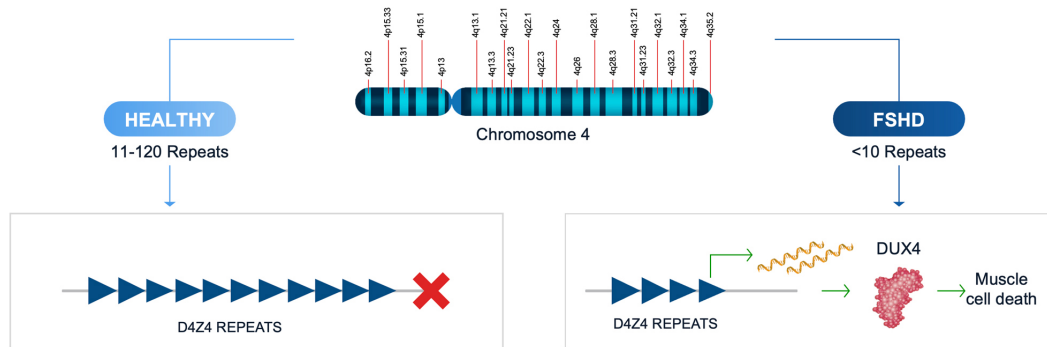 4p16.2
4p15.33
4p15.31
4p15.1
4p13
4q13.1
4q13.3
4q21.21
4q21.23
4q22.1
4q22.3
4q24
4q26
4q28.1
4q28.3
4q31.21
4q31.23
4q32.1
4q32.3
4q34.1
4q34.3
4q35.2
Chromosome 4
HEALTHY
11-120 Repeats
FSHD
<10 Repeats
D4Z4 REPEATS
D4Z4 REPEATS
DUX4
Muscle
cell death